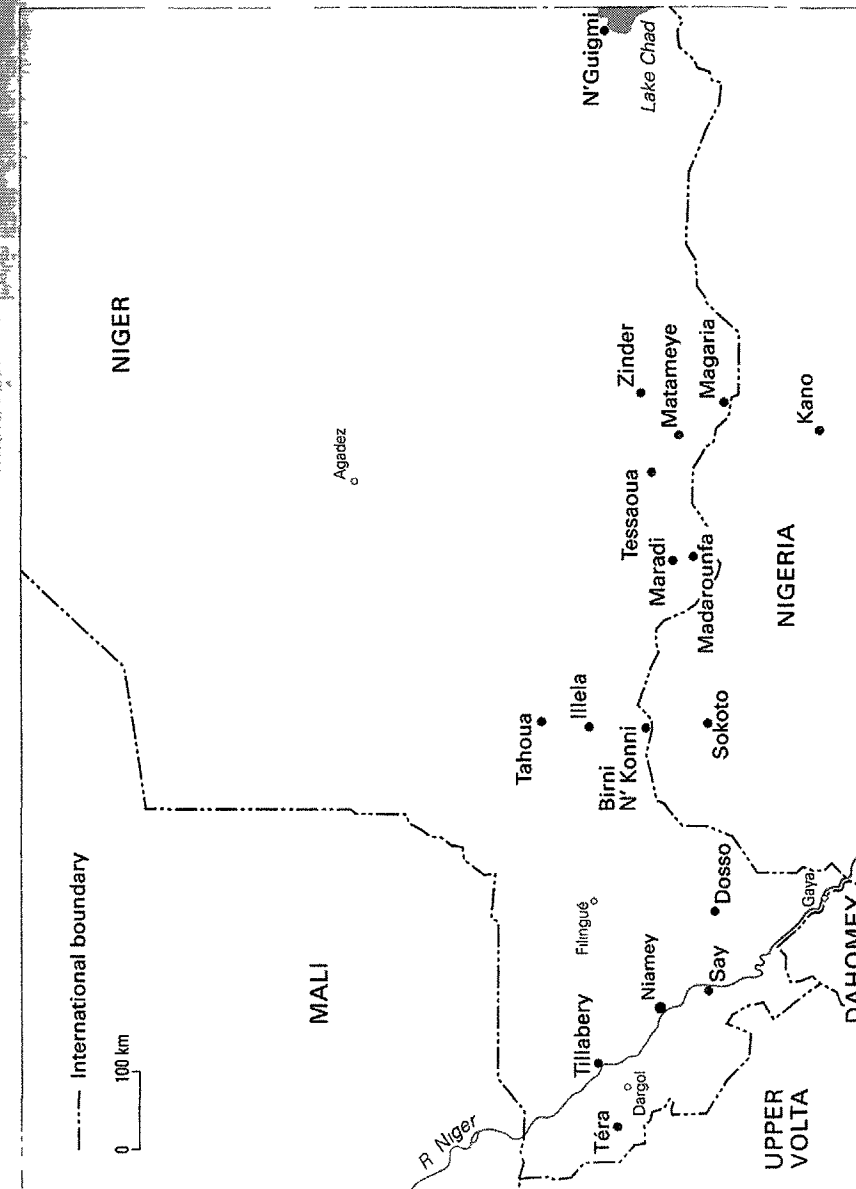 International boundary
0 100 km
NIGER
MALI
Agadez
R Niger
Téra
Dargol
Tillabery
Niamey
Say
Filingué
Dosso
Gaya
Tahoua
Illela
Birni
N' Konni
Sokoto
Maradi
Madarounfa
Tessaoua
Zinder
Matameye
Magaria
Kano
N'Guigmi
Lake Chad
NIGERIA
UPPER
VOLTA
DAHOMEY